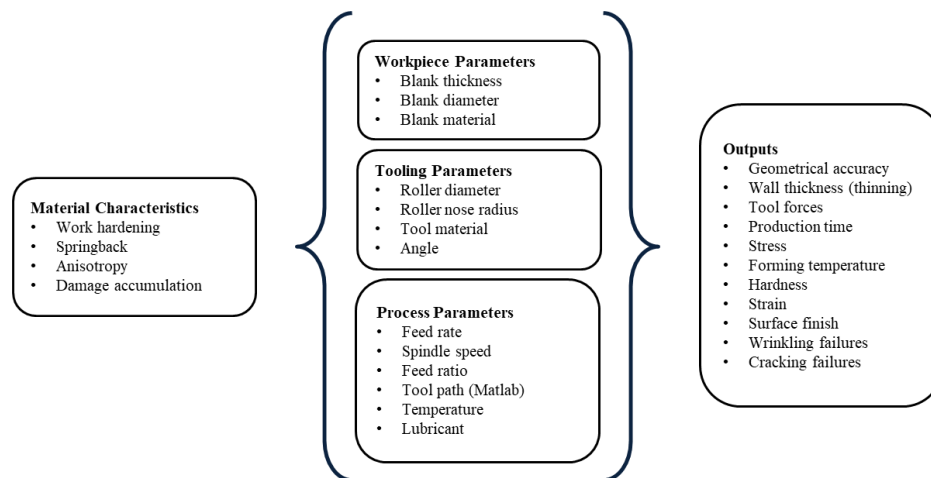 Material Characteristics
• Work hardening
• Springback
• Anisotropy
• Damage accumulation
Workpiece Parameters
• Blank thickness
• Blank diameter
• Blank material
Tooling Parameters
• Roller diameter
• Roller nose radius
• Tool material
• Angle
Process Parameters
• Feed rate
• Spindle speed
• Feed ratio
• Tool path (Matlab)
• Temperature
• Lubricant
Outputs
• Geometrical accuracy
• Wall thickness (thinning)
• Tool forces
• Production time
• Stress
• Forming temperature
• Hardness
• Strain
• Surface finish
• Wrinkling failures
• Cracking failures